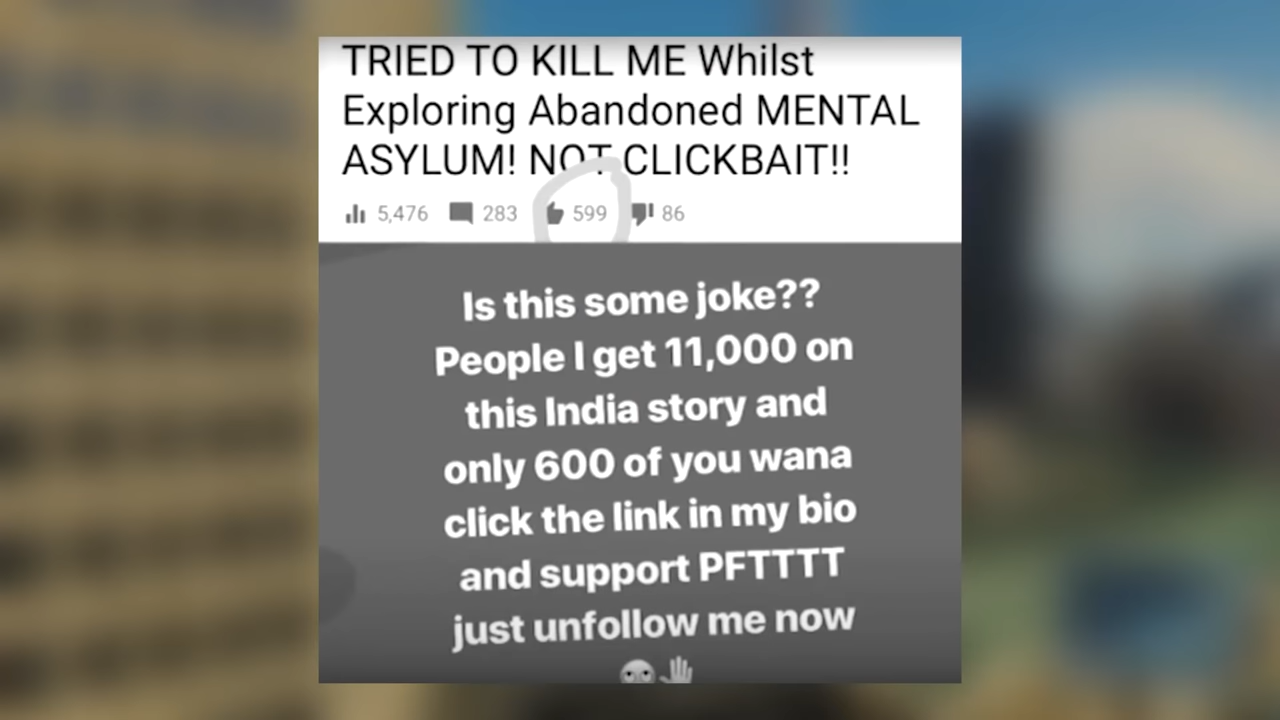 TRIED TO KILL ME Whilst
Exploring Abandoned MENTAL
ASYLUM! NOT CLICKBAIT!!
5,476 283 599 86
Is this some joke??
People I get 11,000 on
this India story and
only 600 of you wana
click the link in my bio
and support PFTTTT
just unfollow me now